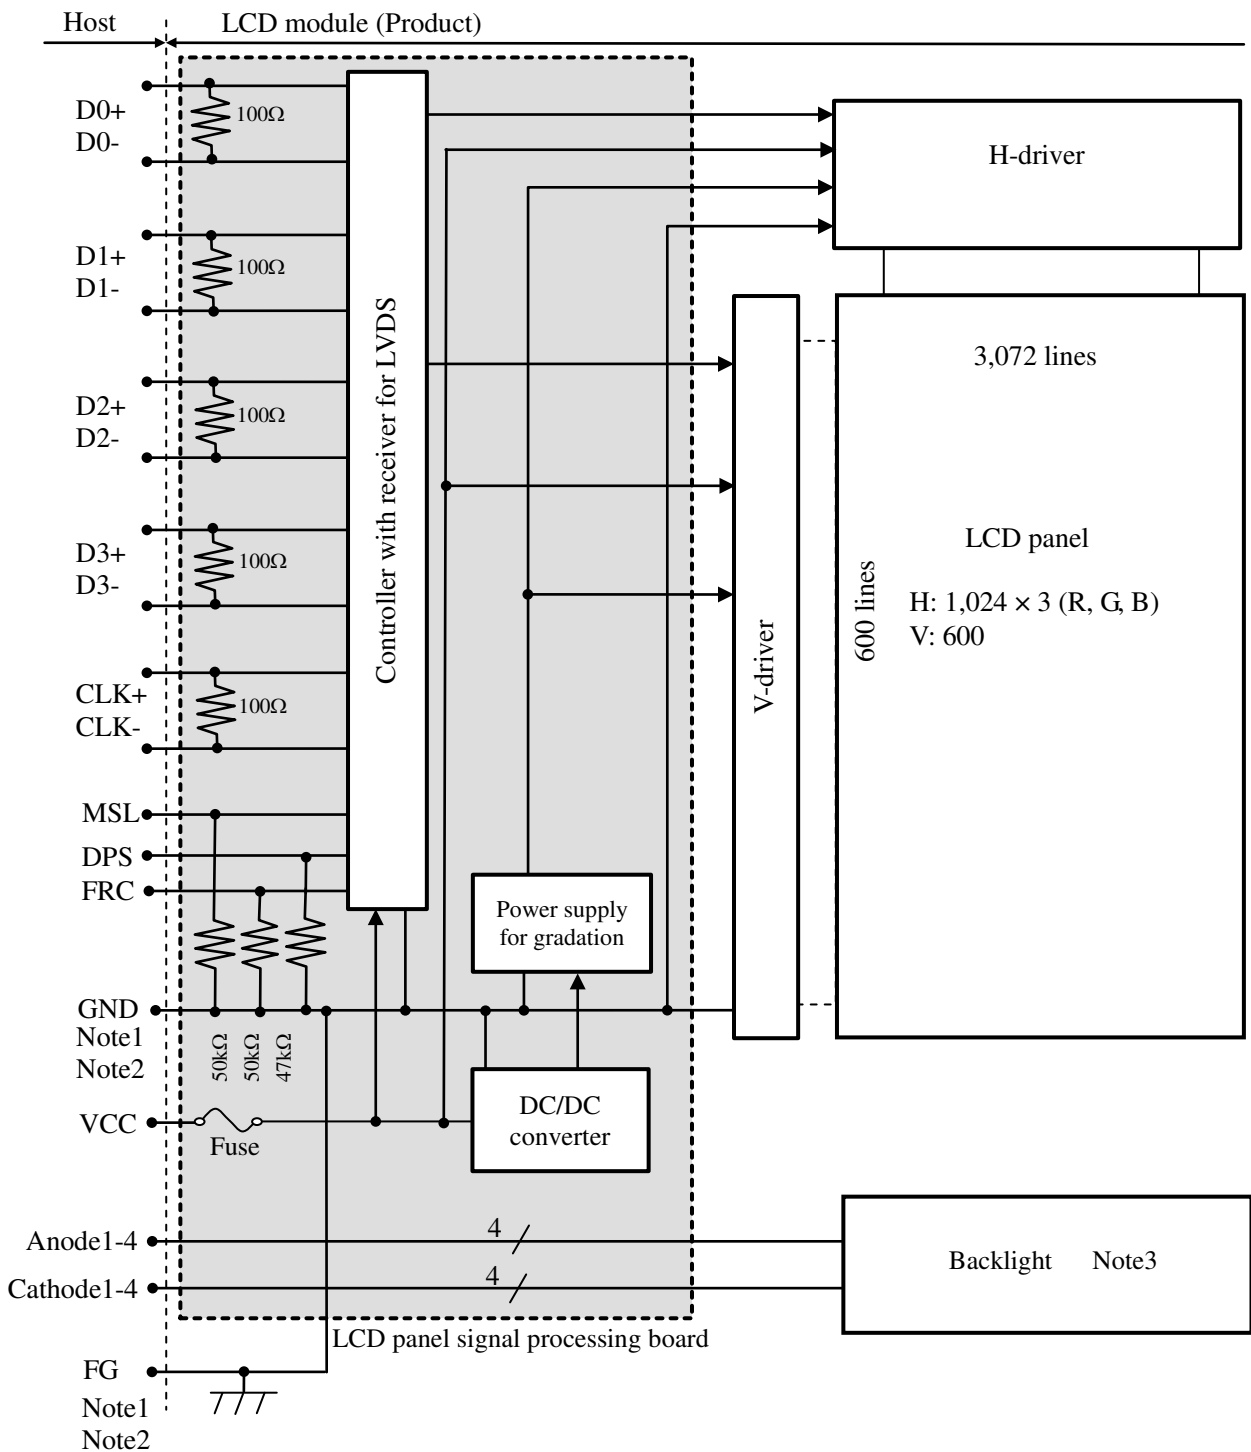 Host
LCD module (Product)
D0+
D0-
100Ω
H-driver
D1+
D1-
100Ω
3,072 lines
D2+
D2-
100Ω
Controller with receiver for LVDS
D3+
D3-
100Ω
LCD panel
H: 1,024 × 3 (R, G, B)
V: 600
600 lines
V-driver
CLK+
CLK-
100Ω
MSL
DPS
FRC
Power supply
for gradation
GND
Note1
Note2
50kΩ
50kΩ
47kΩ
VCC
Fuse
DC/DC
converter
Anode1-4
4
Cathode1-4
4
Backlight Note3
LCD panel signal processing board
FG
Note1
Note2